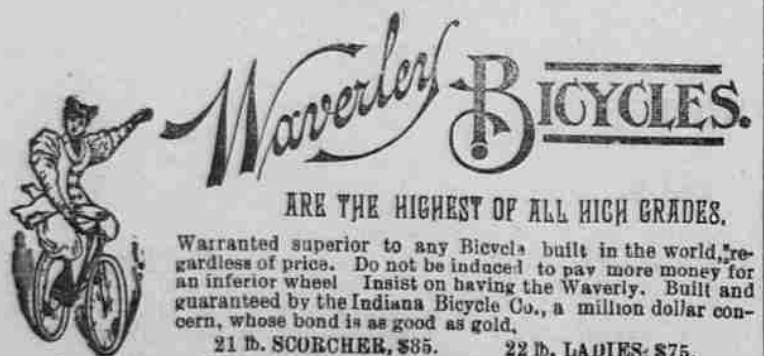 Waverley BICYCLES.
ARE THE HIGHEST OF ALL HIGH GRADES.
Warranted superior to any Bicycle built in the world, re-
gardless of price. Do not be induced to pay more money for
an inferior wheel Insist on having the Waverly. Built and
guaranteed by the Indiana Bicycle Co., a million dollar con-
cern, whose bond is as good as gold,
21 lb. SCORCHER, $85. 22 lb. LADIES, $75.